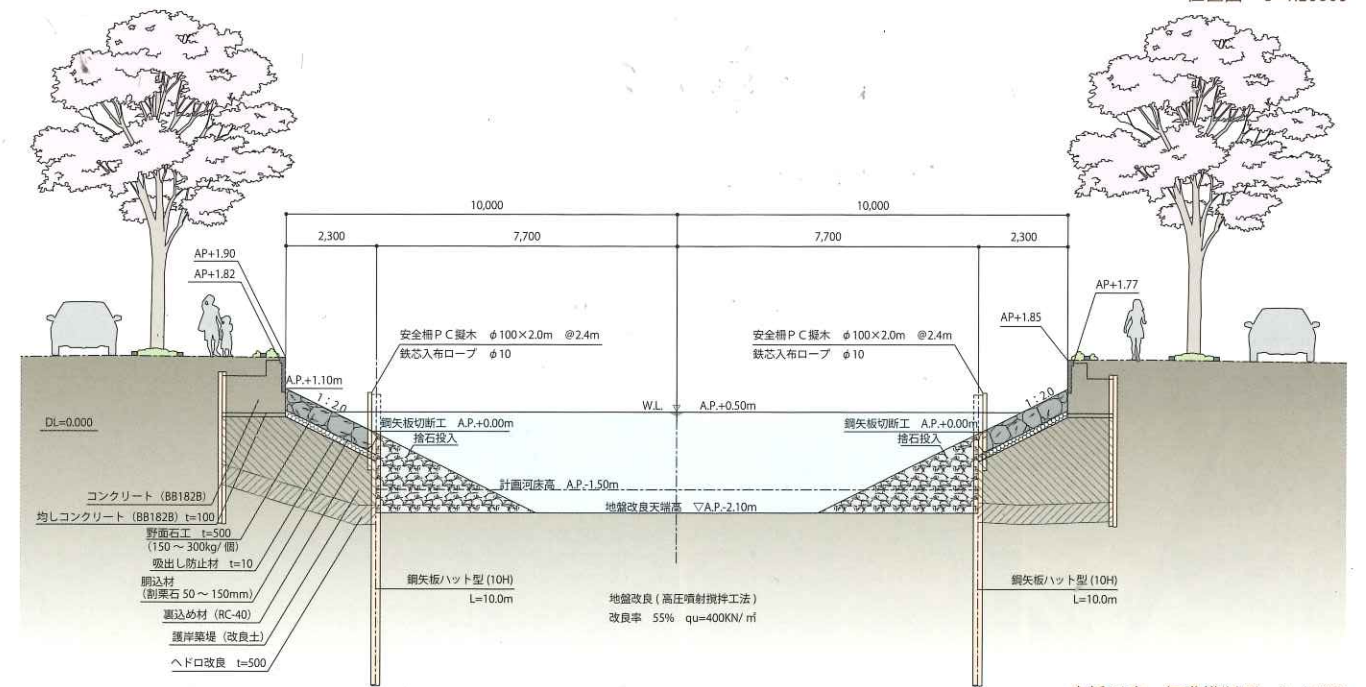 10,000
10,000
2,300
7,700
7,700
2,300
AP+1.90
AP+1.82
AP+1.77
AP+1.85
安全柵PC擬木 φ100×2.0m @2.4m
鉄芯入布ロープ φ10
安全柵PC擬木 φ100×2.0m @2.4m
鉄芯入布ロープ φ10
A.P.+1.10m
1:2.0
1:2.0
W.L. A.P.+0.50m
DL=0.000
鋼矢板切断工 A.P.+0.00m
捨石投入
鋼矢板切断工 A.P.+0.00m
捨石投入
計画河床高 A.P.-1.50m
地盤改良天端高 ▽A.P.-2.10m
コンクリート(BB182B)
均しコンクリート(BB182B)t=100
野面石工 t=500
(150～300kg/個)
吸出し防止材 t=10
胴込材
(割栗石 50～150mm)
裏込め材(RC-40)
護岸築堤(改良土)
ヘドロ改良 t=500
鋼矢板ハット型(10H)
L=10.0m
地盤改良(高圧噴射撹拌工法)
改良率 55% qu=400KN/㎡
鋼矢板ハット型(10H)
L=10.0m